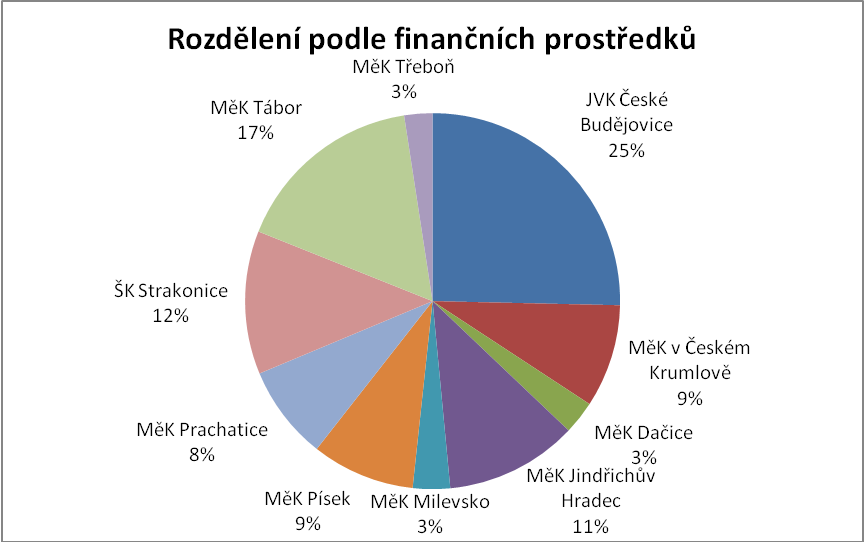 Rozdělení podle finančních prostředků
MěK Třeboň
3%
JVK České
Budějovice
25%
MěK v Českém
Krumlově
9%
MěK Dačice
3%
MěK Jindřichův
Hradec
11%
MěK Milevsko
3%
MěK Písek
9%
MěK Prachatice
8%
ŠK Strakonice
12%
MěK Tábor
17%